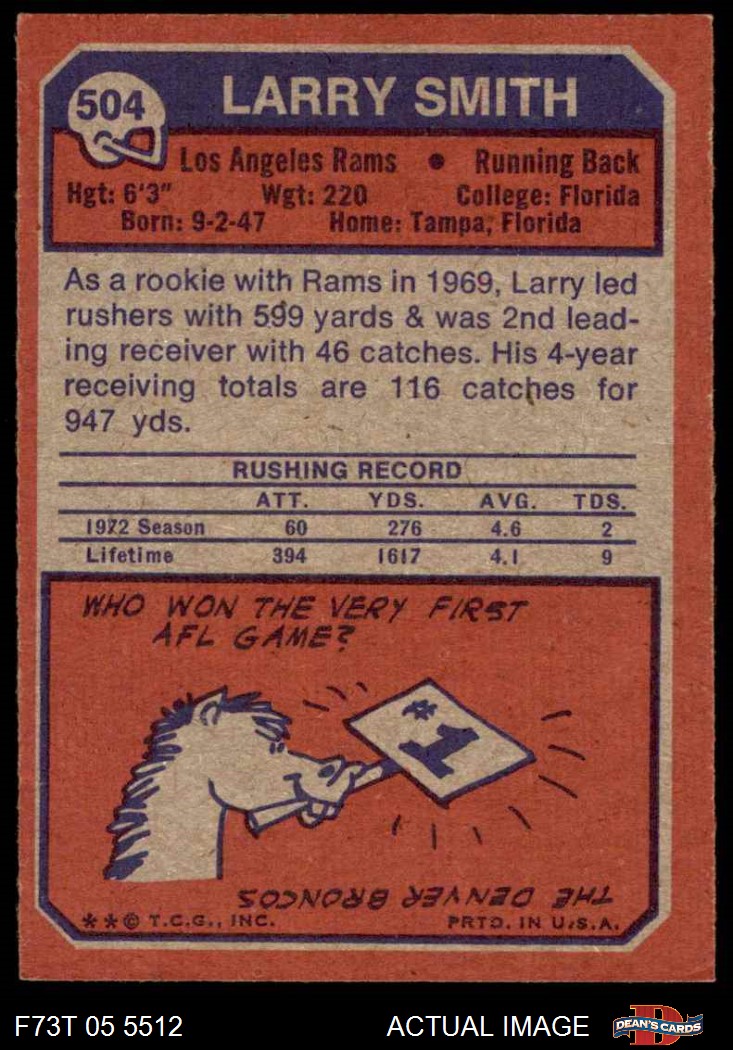 504
LARRY SMITH
Los Angeles Rams • Running Back
Hgt: 6'3" Wgt: 220 College: Florida
Born: 9-2-47 Home: Tampa, Florida
As a rookie with Rams in 1969, Larry led
rushers with 599 yards & was 2nd lead-
ing receiver with 46 catches. His 4-year
receiving totals are 116 catches for
947 yds.
RUSHING RECORD
ATT. YDS. AVG. TDS.
1972 Season 60 276 4.6 2
Lifetime 394 1617 4.1 9
WHO WON THE VERY FIRST
AFL GAME?
#1
THE DENVER BRONCOS
**© T.C.G., INC. PRTD. IN U.S.A.
F73T 05 5512 ACTUAL IMAGE
D
DEAN'S CARDS